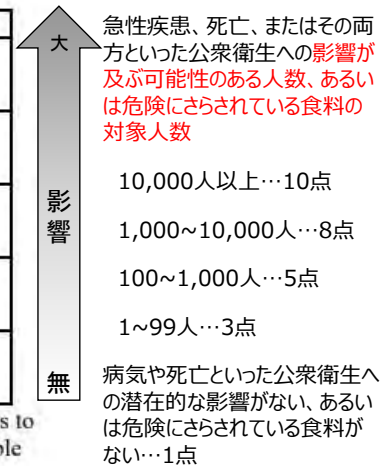 大
影
響
無
急性疾患、死亡、またはその両
方といった公衆衛生への影響が
及ぶ可能性のある人数、あるい
は危険にさらされている食料の
対象人数
10,000人以上…10点
1,000~10,000人…8点
100~1,000人…5点
1~99人…3点
病気や死亡といった公衆衛生へ
の潜在的な影響がない、あるい
は危険にさらされている食料が
ない…1点
to